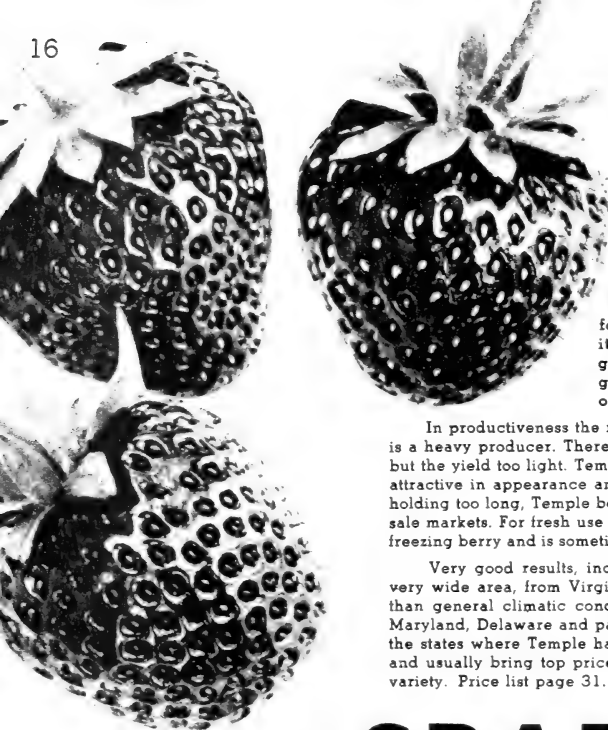 16
In productiveness the
is a heavy producer. There
but the yield too light. Tem
attractive in appearance an
holding too long, Temple be
sale markets. For fresh use
freezing berry and is someti
Very good results, inc
very wide area, from Virgi
than general climatic conc
Maryland, Delaware and pa
the states where Temple ha
and usually bring top price
variety. Price list page 31.